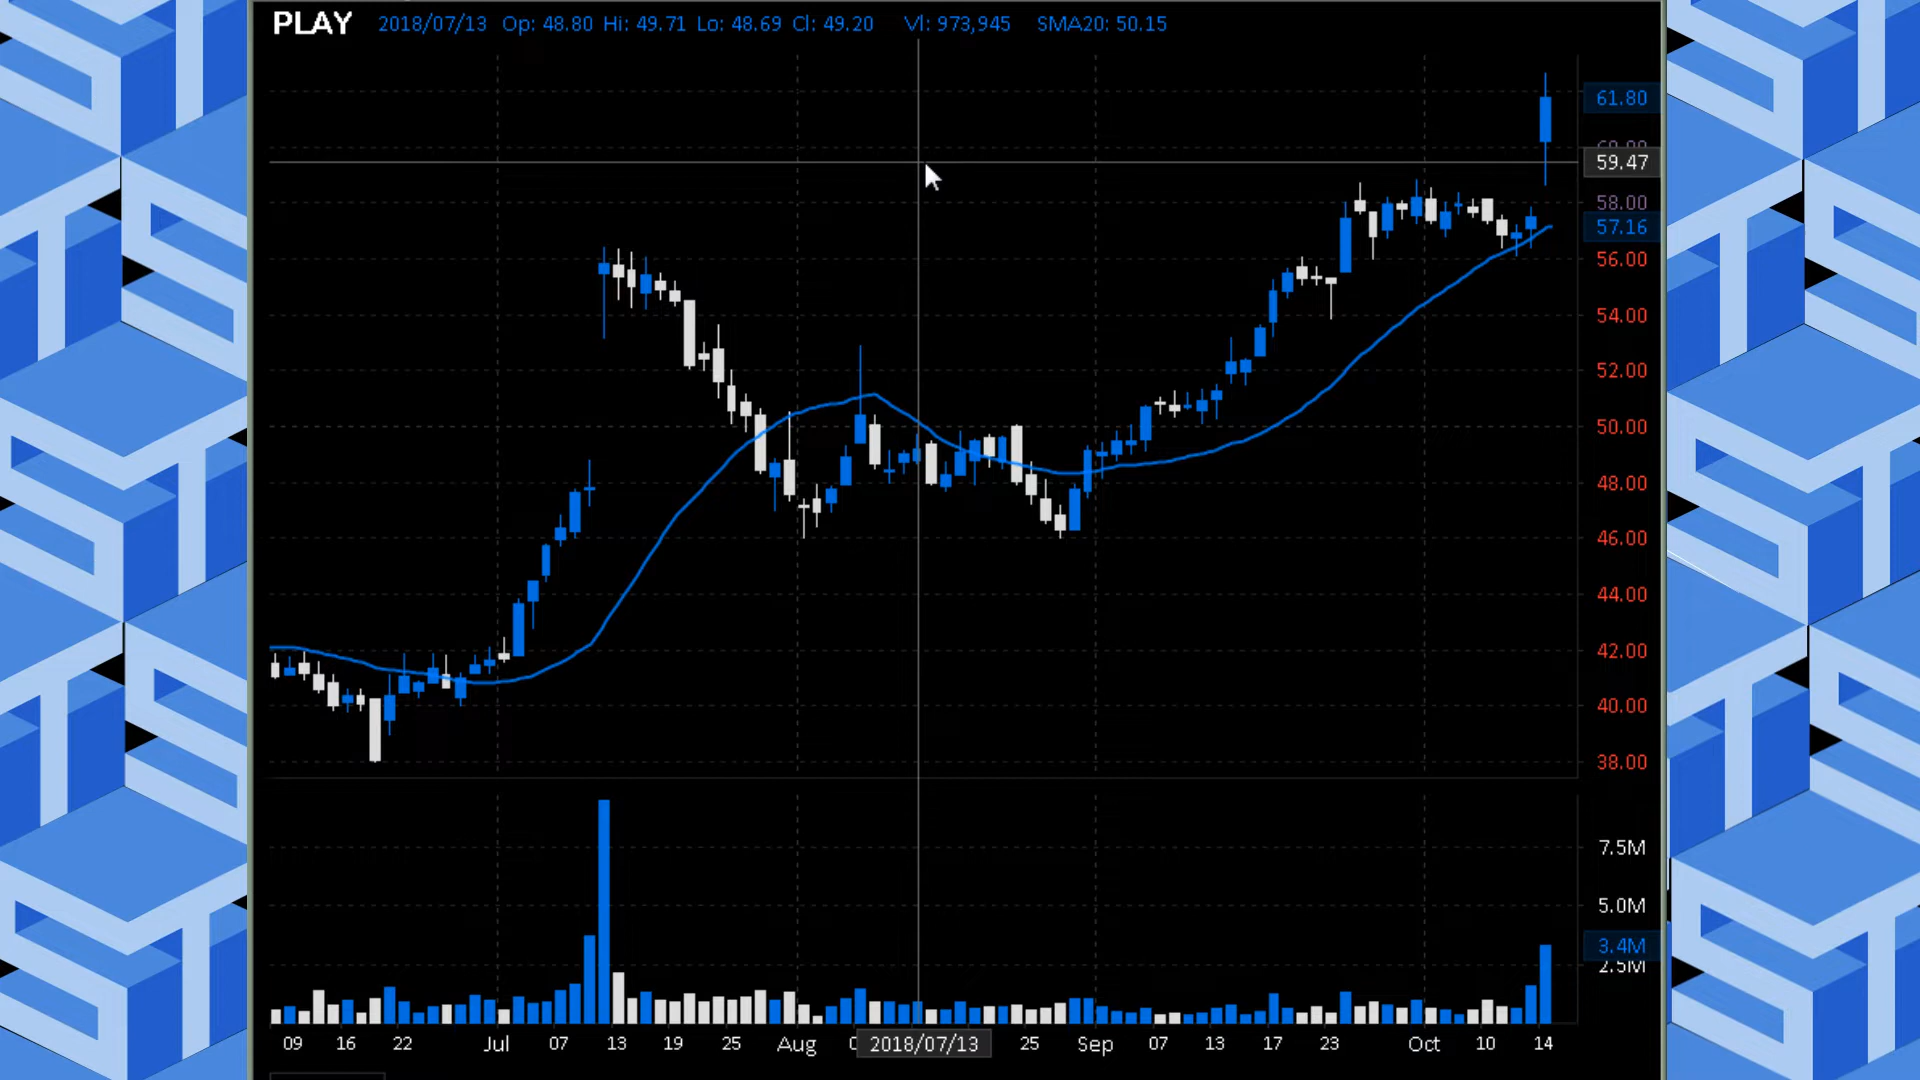 PLAY 2018/07/13 Op: 48.80 Hi: 49.71 Lo: 48.69 Cl: 49.20 Vl: 973,945 SMA20: 50.15
61.80
59.47
58.00
57.16
56.00
54.00
52.00
50.00
48.00
46.00
44.00
42.00
40.00
38.00
7.5M
5.0M
3.4M
2.5M
09 16 22 Jul 07 13 19 25 Aug 2018/07/13 25 Sep 07 13 17 23 Oct 10 14